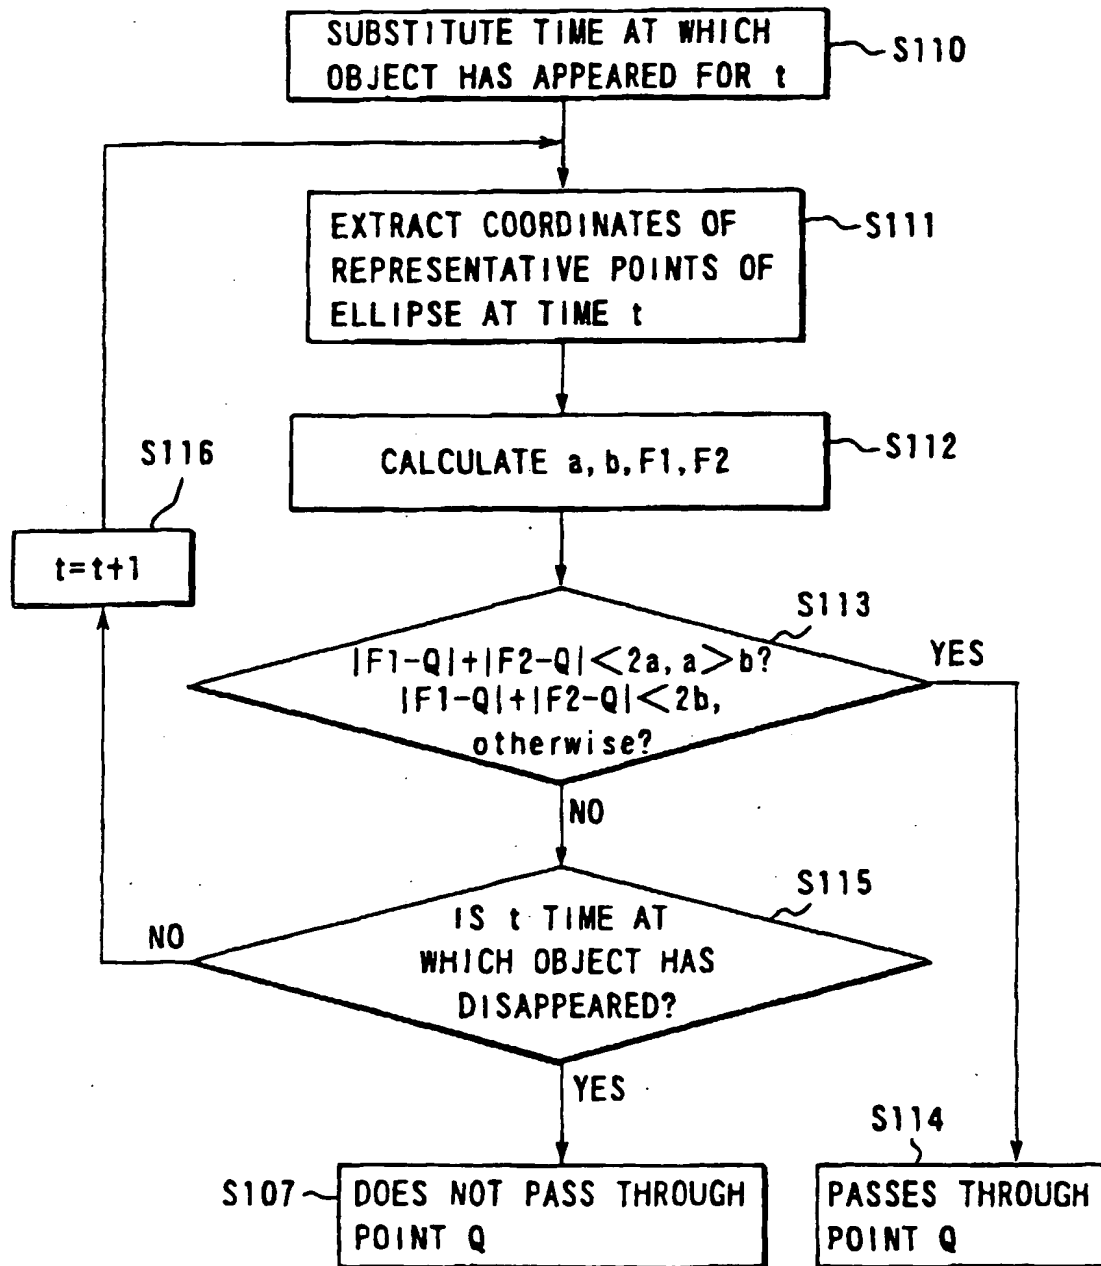 SUBSTITUTE TIME AT WHICH
OBJECT HAS APPEARED FOR t
S110
EXTRACT COORDINATES OF
REPRESENTATIVE POINTS OF
ELLIPSE AT TIME t
S111
CALCULATE a, b, F1, F2
S112
S116
t=t+1
S113
|F1-Q|+|F2-Q|<2a, a>b?
|F1-Q|+|F2-Q|<2b,
otherwise?
YES
NO
S115
IS t TIME AT
WHICH OBJECT HAS
DISAPPEARED?
NO
YES
S114
S107
DOES NOT PASS THROUGH
POINT Q
PASSES THROUGH
POINT Q